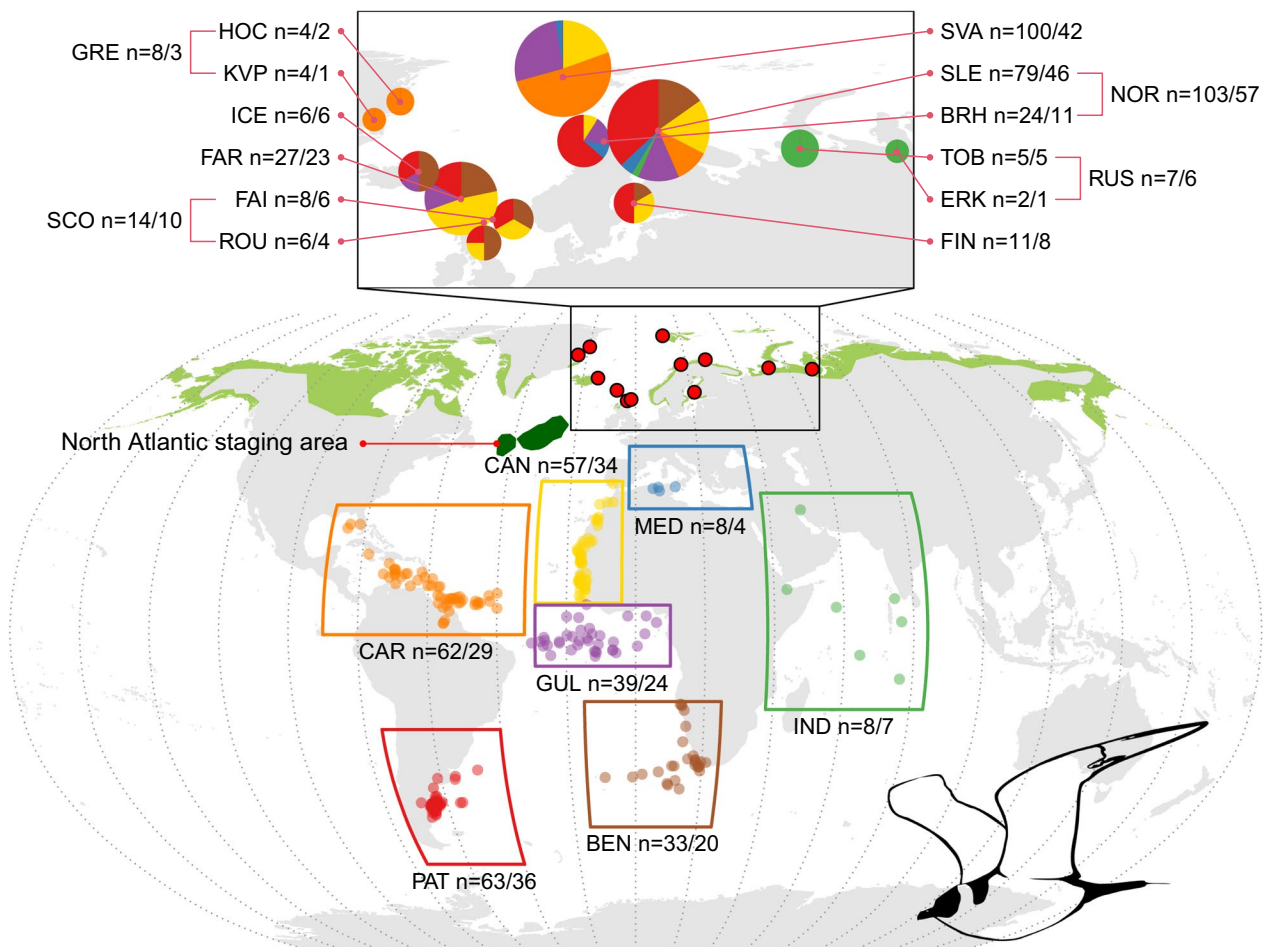 HOC n=4/2
GRE n=8/3
KVP n=4/1
ICE n=6/6
FAR n=27/23
FAI n=8/6
SCO n=14/10
ROU n=6/4
SVA n=100/42
SLE n=79/46
NOR n=103/57
BRH n=24/11
TOB n=5/5
RUS n=7/6
ERK n=2/1
FIN n=11/8
North Atlantic staging area
CAN n=57/34
MED n=8/4
CAR n=62/29
GUL n=39/24
IND n=8/7
BEN n=33/20
PAT n=63/36